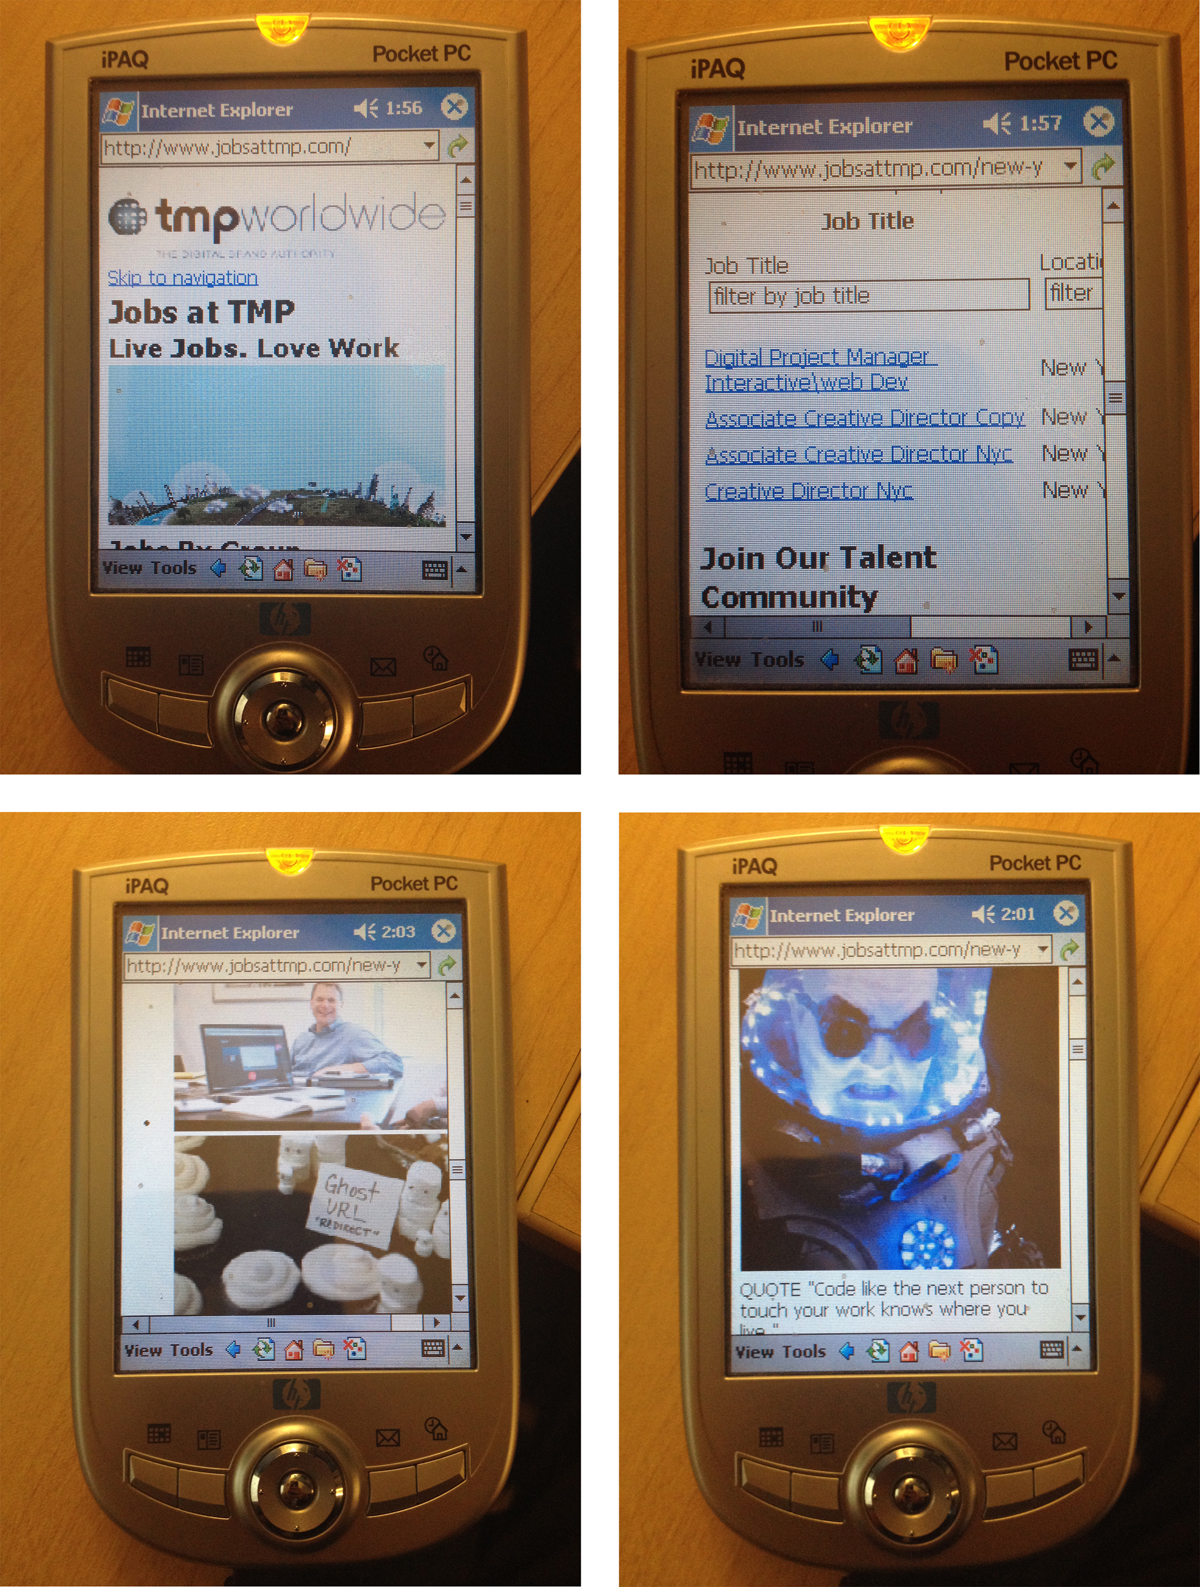 iPAQ
Pocket PC
Internet Explorer
1:56
http://www.jobsattmp.com/
tmpworldwide
THE DIGITAL BRAND AUTHORITY
Skip to navigation
Jobs at TMP
Live Jobs. Love Work
Jobs By Group
View Tools
hp
iPAQ
Pocket PC
Internet Explorer
1:57
http://www.jobsattmp.com/new-y
Job Title
Job Title
Locati
filter by job title
filter
Digital Project Manager
Interactive\web Dev
New Y
Associate Creative Director Copy
New Y
Associate Creative Director Nyc
New Y
Creative Director Nyc
New Y
Join Our Talent
Community
View Tools
hp
iPAQ
Pocket PC
Internet Explorer
2:03
http://www.jobsattmp.com/new-y
Ghost
URL
"REDIRECT"
View Tools
hp
iPAQ
Pocket PC
Internet Explorer
2:01
http://www.jobsattmp.com/new-y
QUOTE "Code like the next person to
touch your work knows where you
live."
View Tools
hp